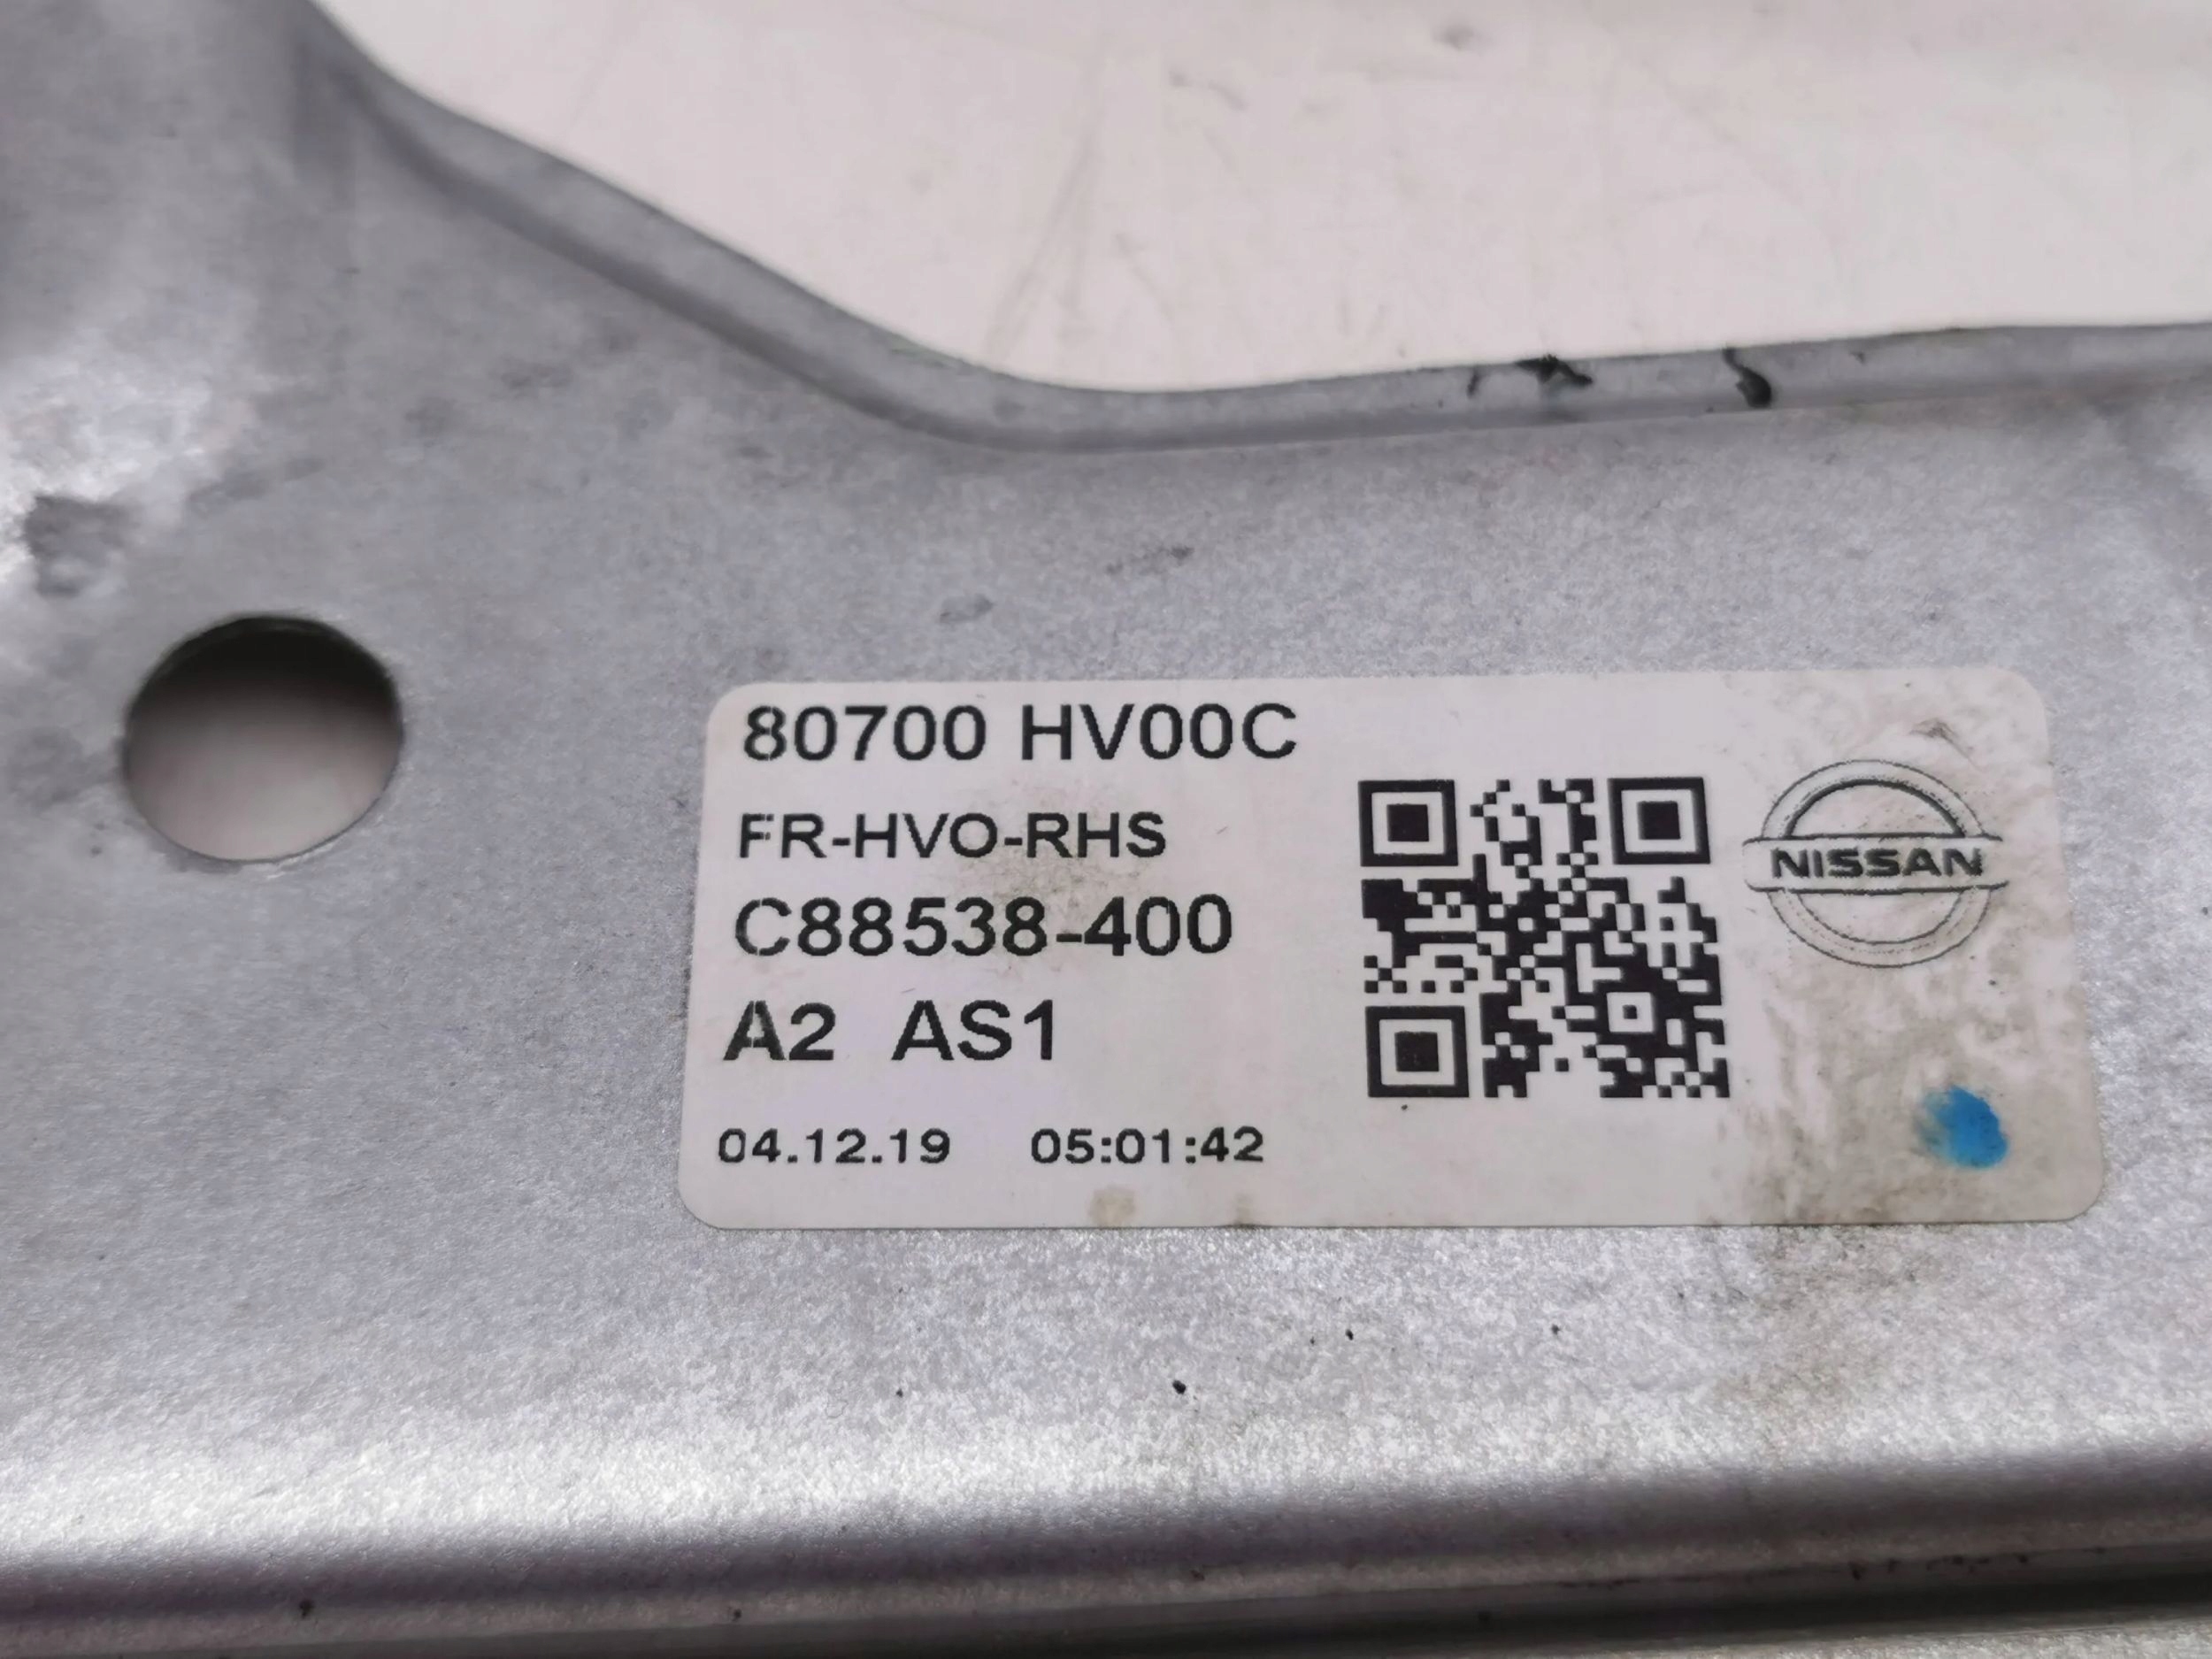 80700 HV00C
FR-HVO-RHS
C88538-400
A2 AS1
04.12.19 05:01:42
NISSAN